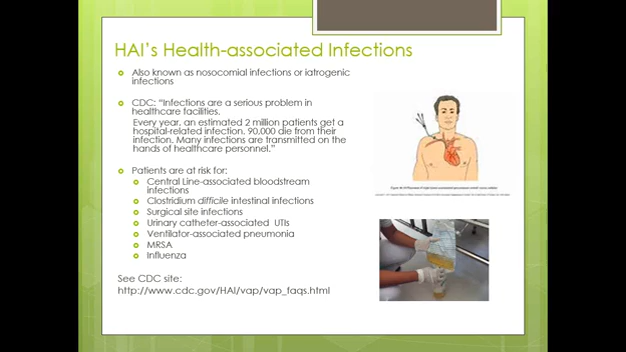 HAI's Health-associated Infections
Also known as nosocomial infections or iatrogenic
infections
CDC: "Infections are a serious problem in
healthcare facilities.
Every year, an estimated 2 million patients get a
hospital-related infection. 90,000 die from their
infection. Many infections are transmitted on the
hands of healthcare personnel."
Patients are at risk for:
Central Line-associated bloodstream
infections
Clostridium difficile intestinal infections
Surgical site infections
Urinary catheter-associated UTIs
Ventilator-associated pneumonia
MRSA
Influenza
See CDC site:
http://www.cdc.gov/HAI/vap/vap_faqs.html